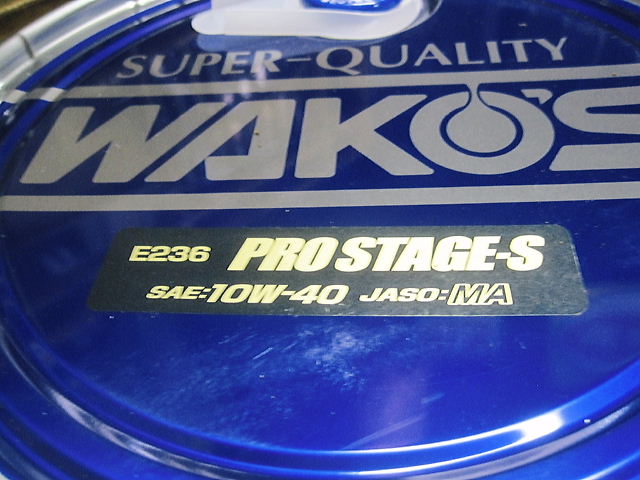 SUPER-QUALITY
WAKO'S
E236 PRO STAGE-S
SAE:10W-40 JASO:MA